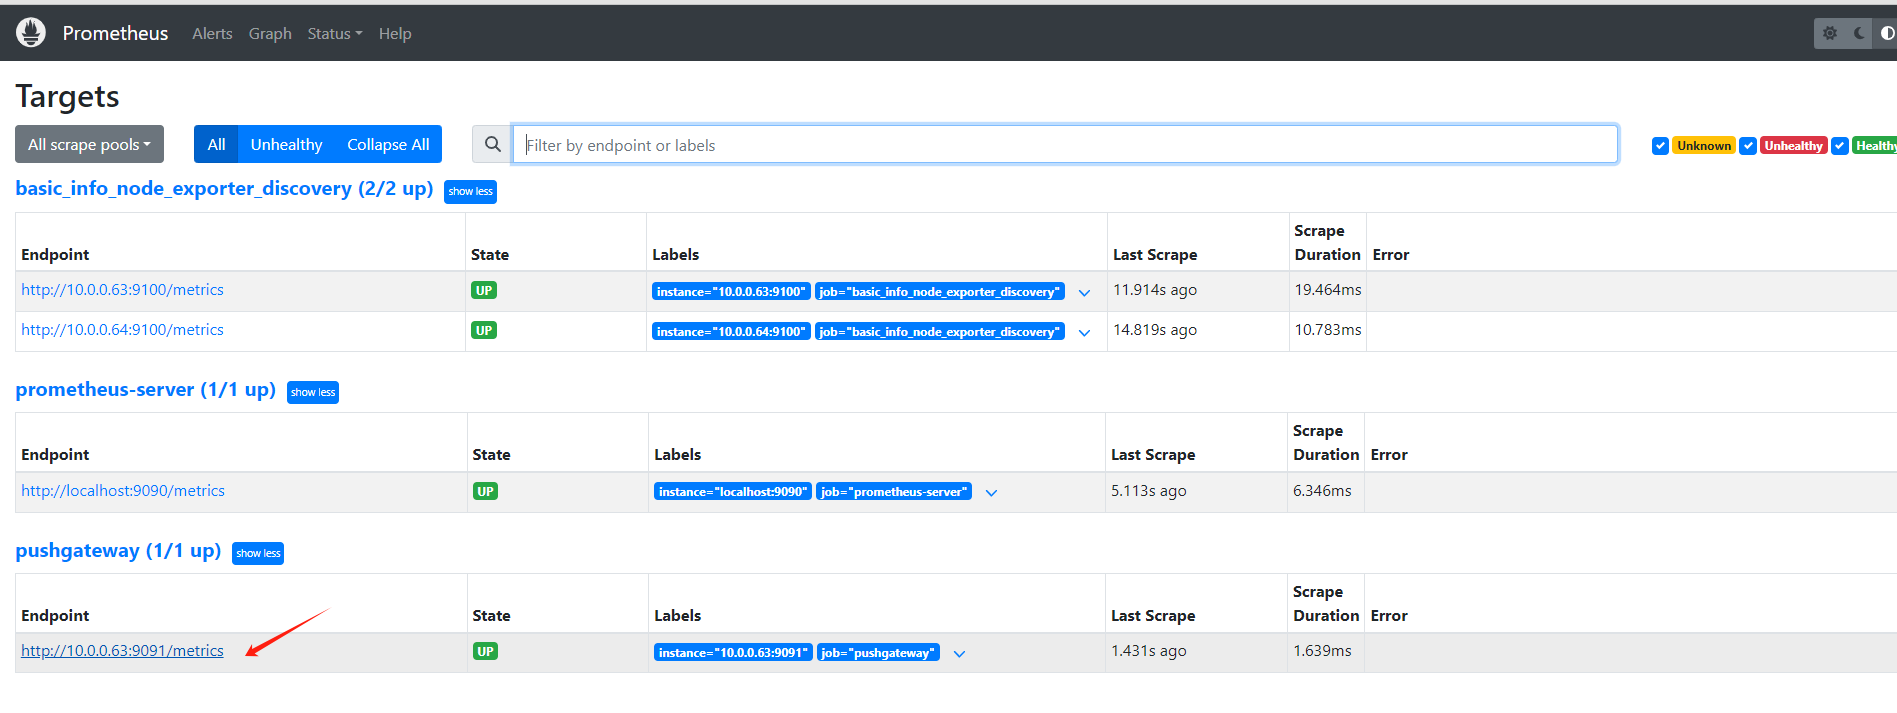 Prometheus Alerts Graph Status Help
Targets
All scrape pools All Unhealthy Collapse All Filter by endpoint or labels Unknown Unhealthy Healthy
basic_info_node_exporter_discovery (2/2 up) show less
Endpoint State Labels Last Scrape Scrape Duration Error
http://10.0.0.63:9100/metrics UP instance="10.0.0.63:9100" job="basic_info_node_exporter_discovery" 11.914s ago 19.464ms
http://10.0.0.64:9100/metrics UP instance="10.0.0.64:9100" job="basic_info_node_exporter_discovery" 14.819s ago 10.783ms
prometheus-server (1/1 up) show less
Endpoint State Labels Last Scrape Scrape Duration Error
http://localhost:9090/metrics UP instance="localhost:9090" job="prometheus-server" 5.113s ago 6.346ms
pushgateway (1/1 up) show less
Endpoint State Labels Last Scrape Scrape Duration Error
http://10.0.0.63:9091/metrics UP instance="10.0.0.63:9091" job="pushgateway" 1.431s ago 1.639ms